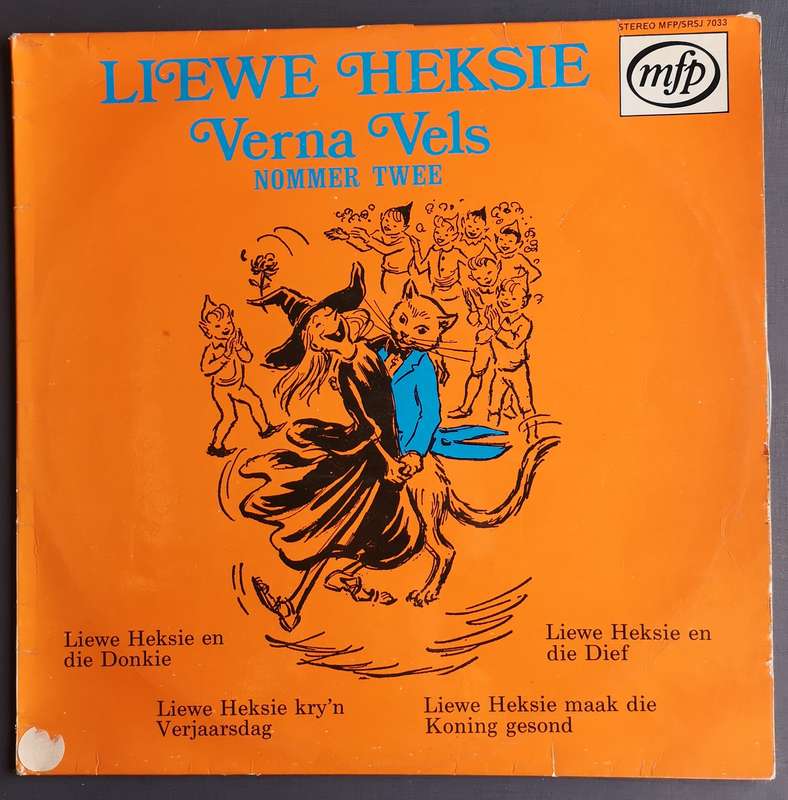 STEREO MFP/SRSJ 7033
mfp
LIEWE HEKSIE
Verna Vels
NOMMER TWEE
Liewe Heksie en
die Donkie
Liewe Heksie en
die Dief
Liewe Heksie kry'n
Verjaarsdag
Liewe Heksie maak die
Koning gesond